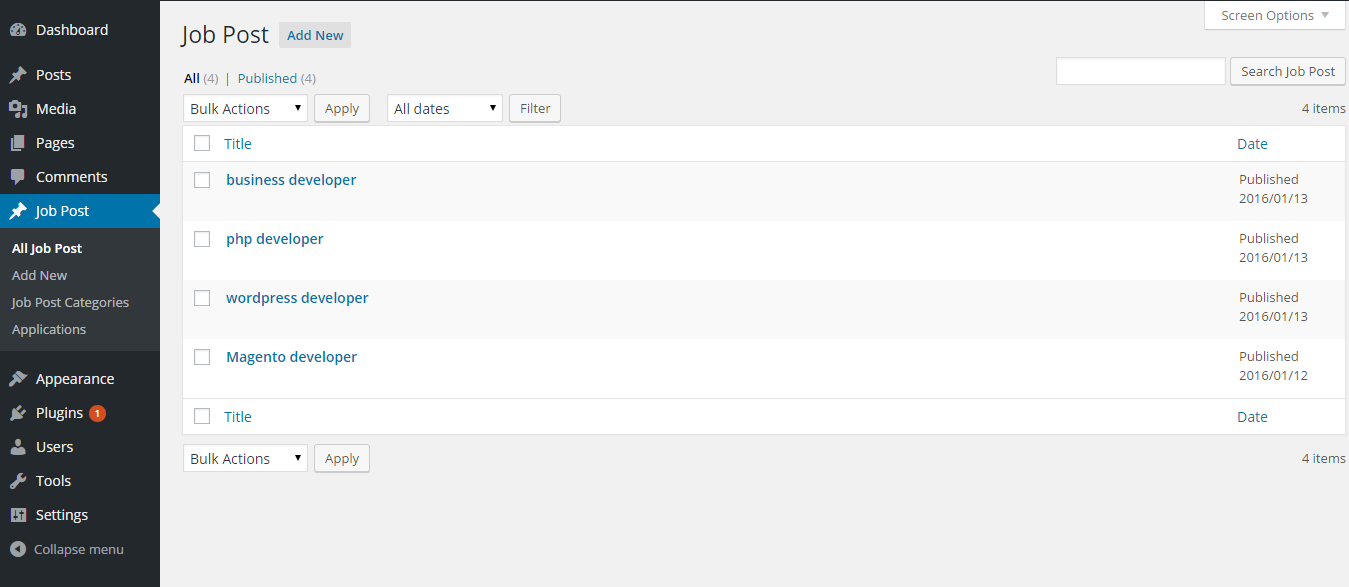 Dashboard
Posts
Media
Pages
Comments
Job Post
All Job Post
Add New
Job Post Categories
Applications
Appearance
Plugins 1
Users
Tools
Settings
Collapse menu
Screen Options
Job Post Add New
All (4) | Published (4)
Search Job Post
Bulk Actions Apply All dates Filter 4 items
Title Date
business developer Published
2016/01/13
php developer Published
2016/01/13
wordpress developer Published
2016/01/13
Magento developer Published
2016/01/12
Title Date
Bulk Actions Apply 4 items